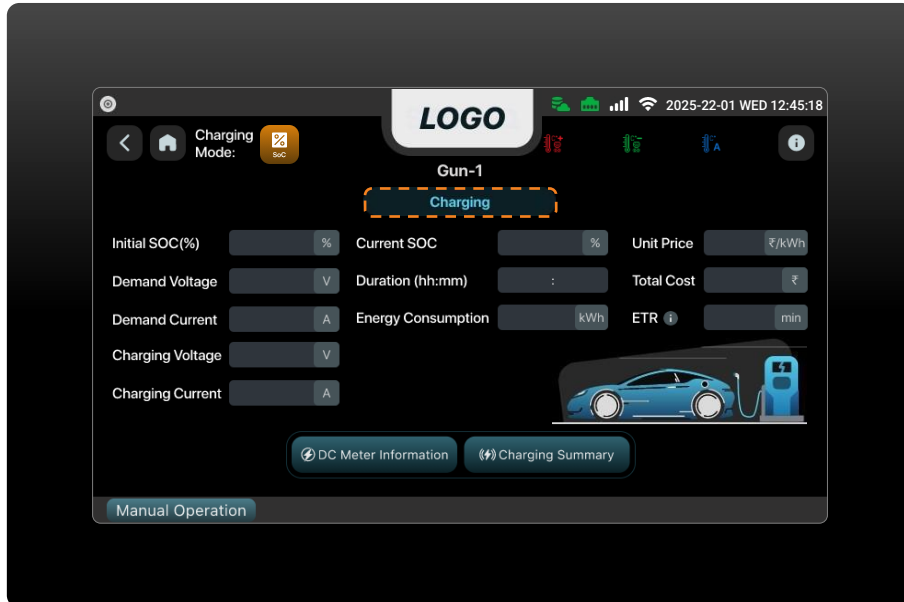 LOGO
2025-22-01 WED 12:45:18
Charging
Mode:
%
SoC
A
i
Gun-1
Charging
Initial SOC(%) %
Current SOC %
Unit Price ₹/kWh
Demand Voltage V
Duration (hh:mm) :
Total Cost ₹
Demand Current A
Energy Consumption kWh
ETR i min
Charging Voltage V
Charging Current A
DC Meter Information
Charging Summary
Manual Operation